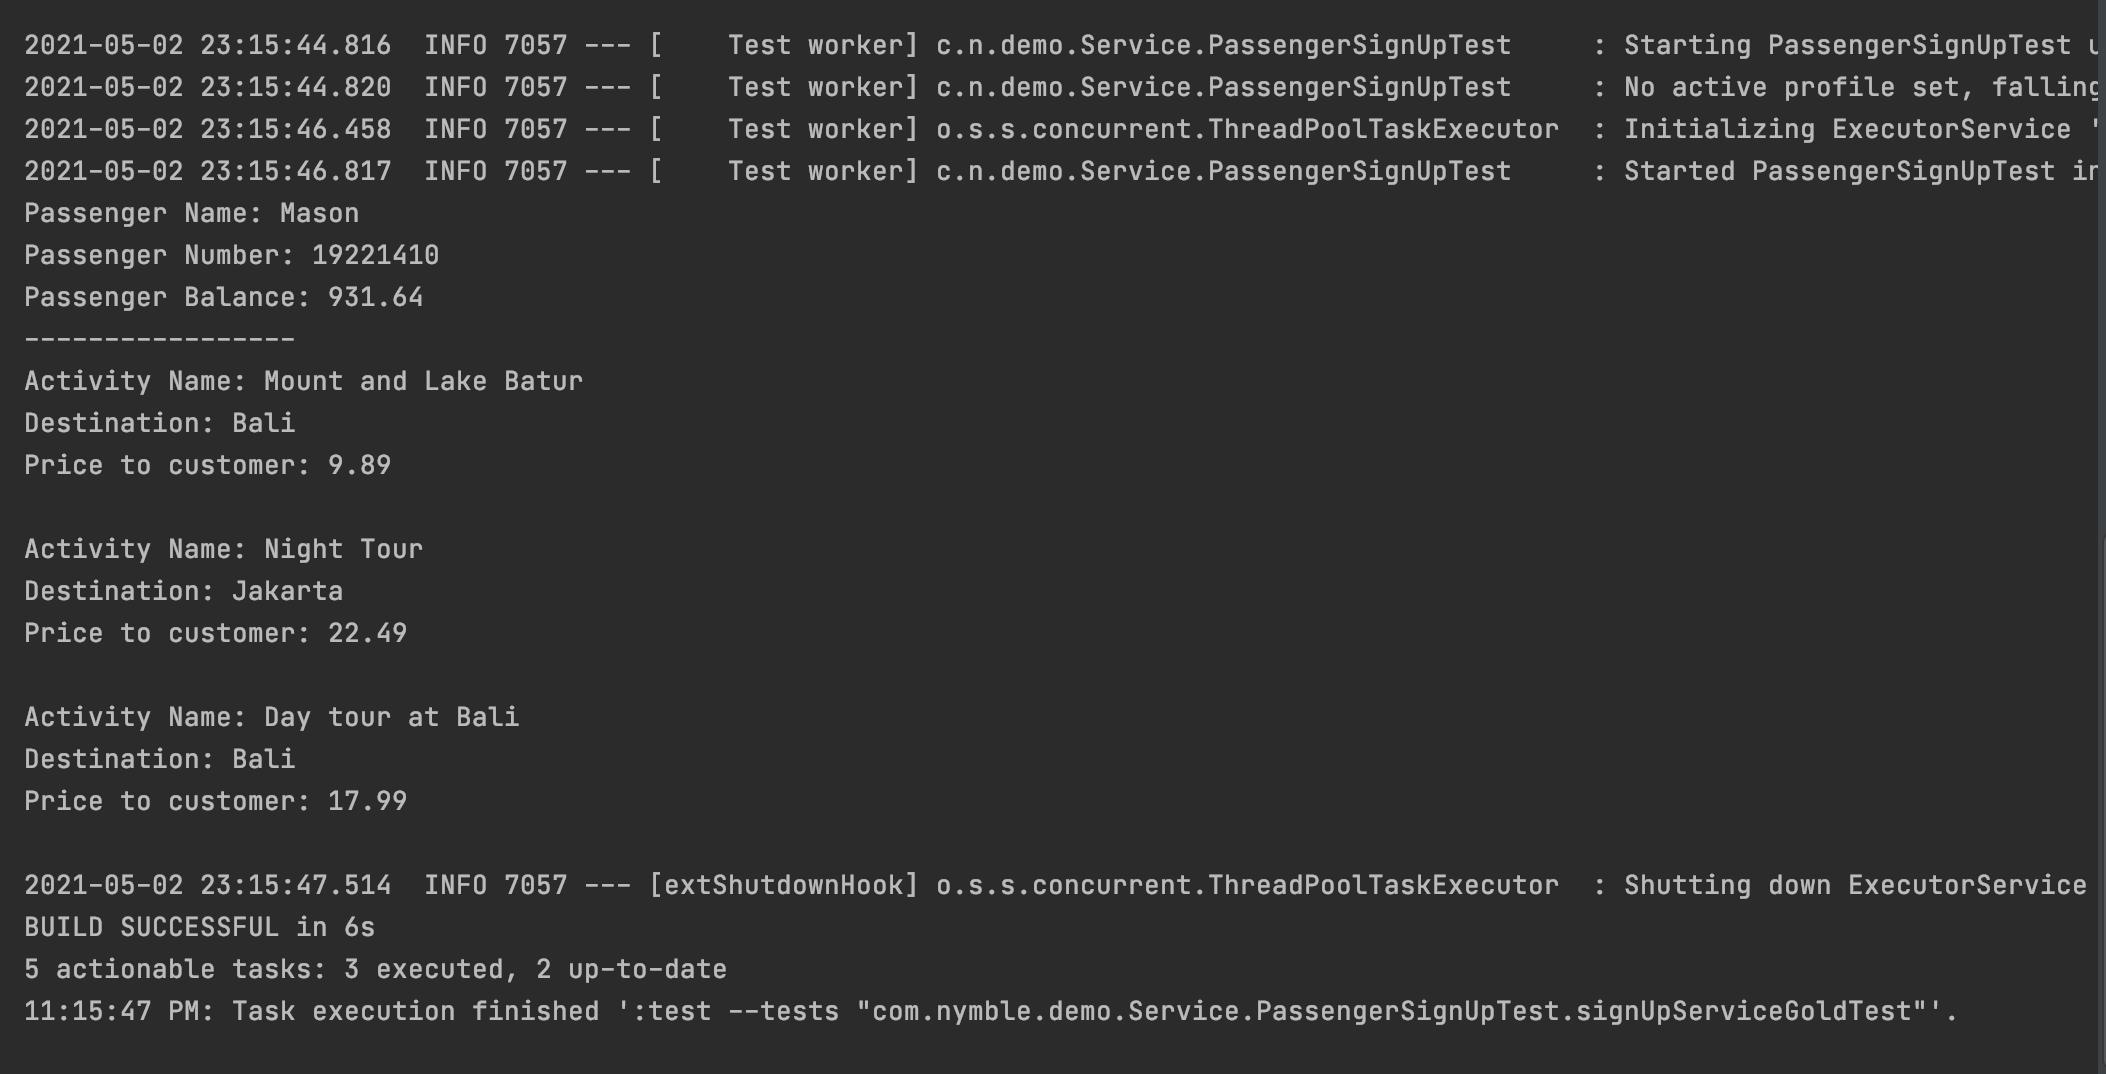 2021-05-02 23:15:44.816  INFO 7057 --- [    Test worker] c.n.demo.Service.PassengerSignUpTest     : Starting PassengerSignUpTest
2021-05-02 23:15:44.820  INFO 7057 --- [    Test worker] c.n.demo.Service.PassengerSignUpTest     : No active profile set, falling
2021-05-02 23:15:46.458  INFO 7057 --- [    Test worker] o.s.s.concurrent.ThreadPoolTaskExecutor  : Initializing ExecutorService '
2021-05-02 23:15:46.817  INFO 7057 --- [    Test worker] c.n.demo.Service.PassengerSignUpTest     : Started PassengerSignUpTest in
Passenger Name: Mason
Passenger Number: 19221410
Passenger Balance: 931.64
-----------------
Activity Name: Mount and Lake Batur
Destination: Bali
Price to customer: 9.89
Activity Name: Night Tour
Destination: Jakarta
Price to customer: 22.49
Activity Name: Day tour at Bali
Destination: Bali
Price to customer: 17.99
2021-05-02 23:15:47.514  INFO 7057 --- [extShutdownHook] o.s.s.concurrent.ThreadPoolTaskExecutor  : Shutting down ExecutorService
BUILD SUCCESSFUL in 6s
5 actionable tasks: 3 executed, 2 up-to-date
11:15:47 PM: Task execution finished ':test --tests "com.nymble.demo.Service.PassengerSignUpTest.signUpServiceGoldTest"'.